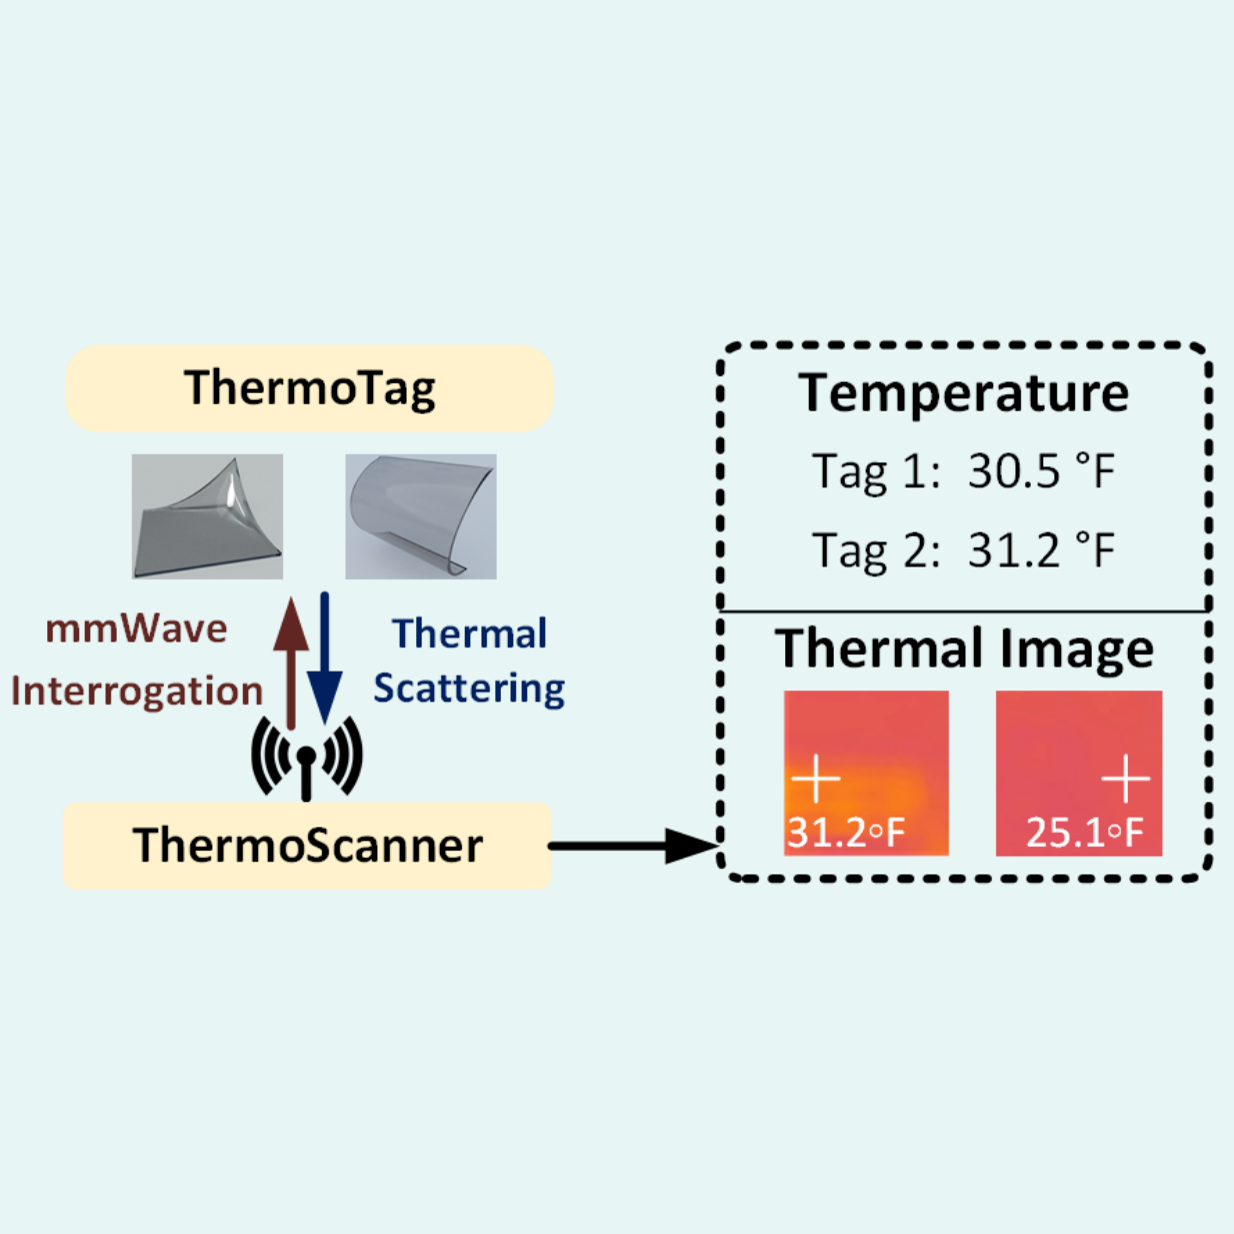 ThermoTag
mmWave
Interrogation
Thermal
Scattering
ThermoScanner
Temperature
Tag 1: 30.5 °F
Tag 2: 31.2 °F
Thermal Image
31.2°F
25.1°F